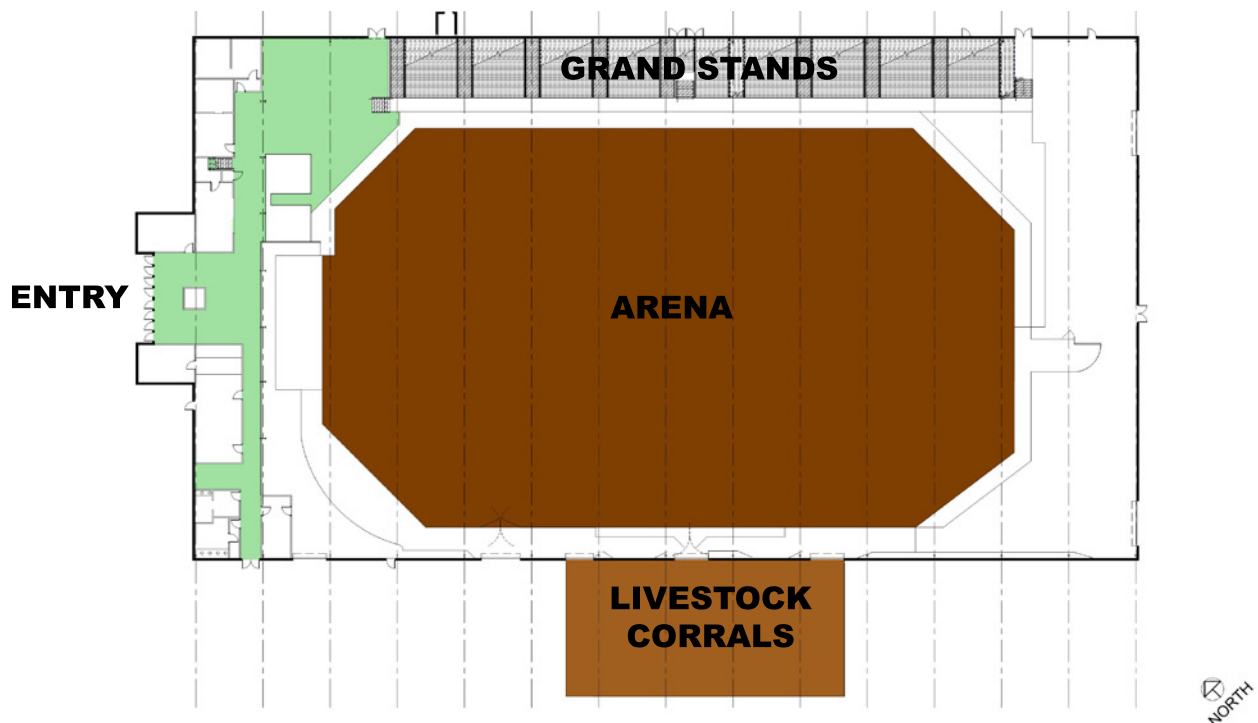 GRAND STANDS
ENTRY
ARENA
LIVESTOCK
CORRALS
NORTH